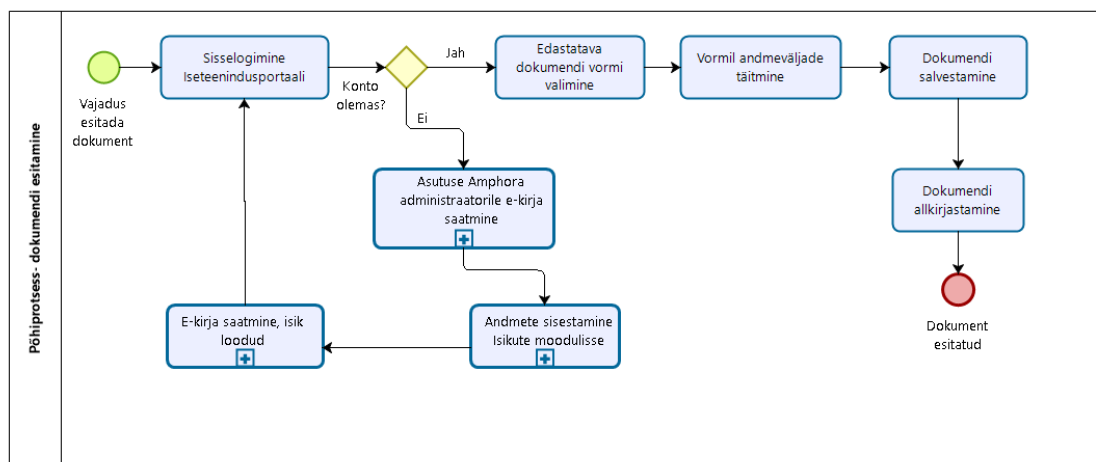 Põhiprotsess- dokumendi esitamine
Vajadus
esitada
dokument
Sisselogimine
Iseteenindusportaali
Konto
olemas?
Jah
Ei
Edastatava
dokumendi vormi
valimine
Vormil andmeväljade
täitmine
Dokumendi
salvestamine
Dokumendi
allkirjastamine
Dokument
esitatud
Asutuse Amphora
administraatorile e-kirja
saatmine
Andmete sisestamine
Isikute moodulisse
E-kirja saatmine, isik
loodud